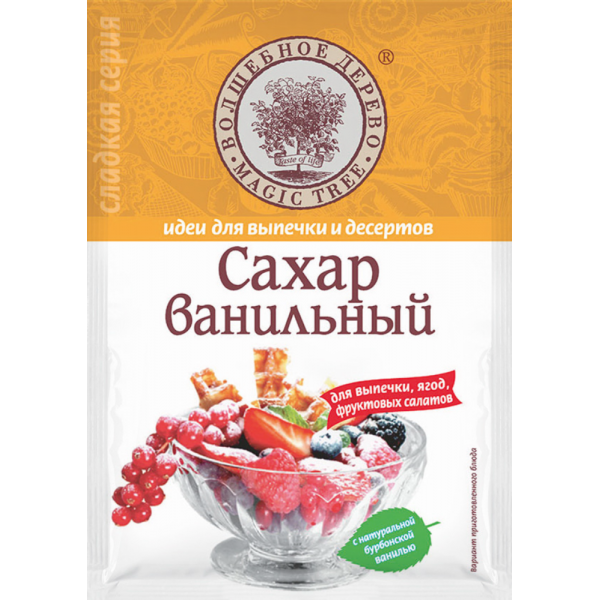 сладкая серия
ВОЛШЕБНОЕ ДЕРЕВО
®
Taste of life
MAGIC TREE
идеи для выпечки и десертов
Сахар
ванильный
для выпечки, ягод,
фруктовых салатов
с натуральной
бурбонской
ванилью
Вариант приготовленного блюда